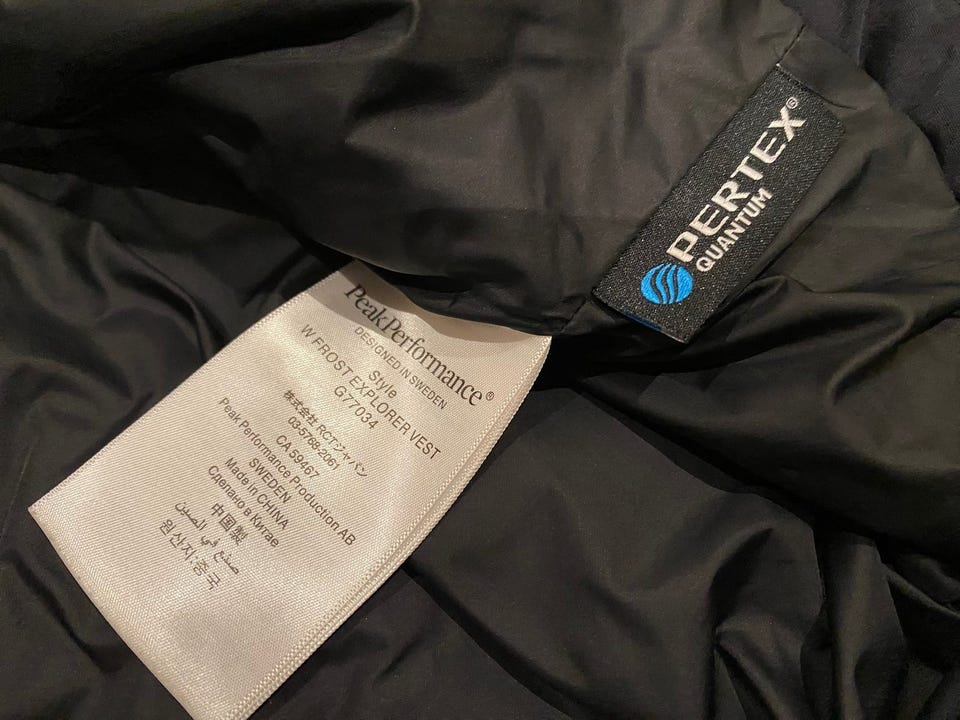 PERTEX®
QUANTUM
PeakPerformance®
DESIGNED IN SWEDEN
Style
W FROST EXPLORER VEST
G77034
株式会社 RCTジャパン
03-5768-2061
CA 59467
Peak Performance Production AB
SWEDEN
Made in CHINA
Сделано в Китае
中国製
صنع في الصين
원산지:중국